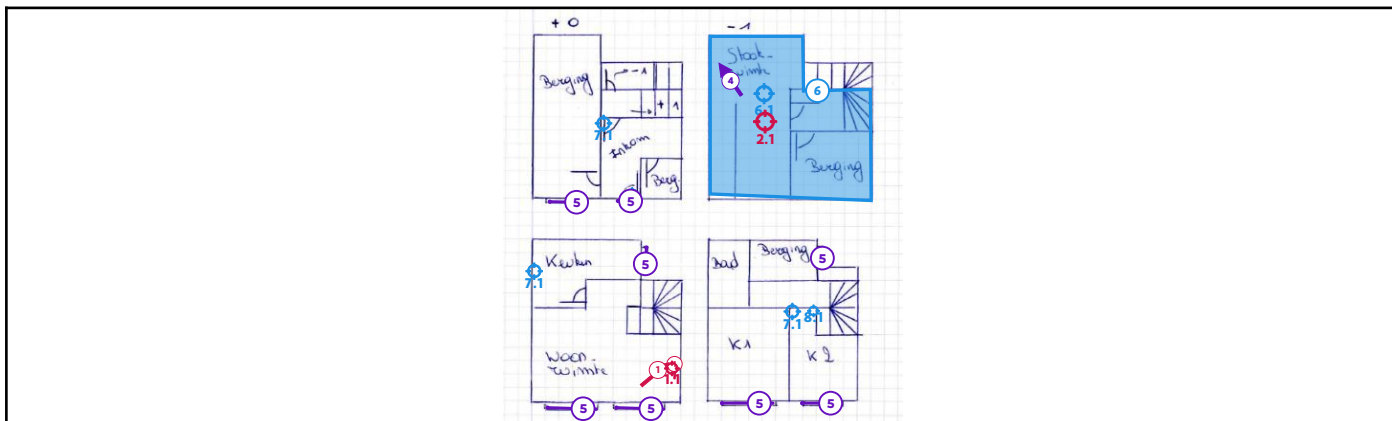 + 0
- 1
Berging
→ - 1
→ + 1
7.1
Inkom
Berg.
5
5
Stook-
ruimte
4
6.1
2.1
6
Berging
Keuken
7.1
5
Woon-
ruimte
1
1.1
5
5
Bad
Berging
5
7.1
8.1
K1
K2
5
5